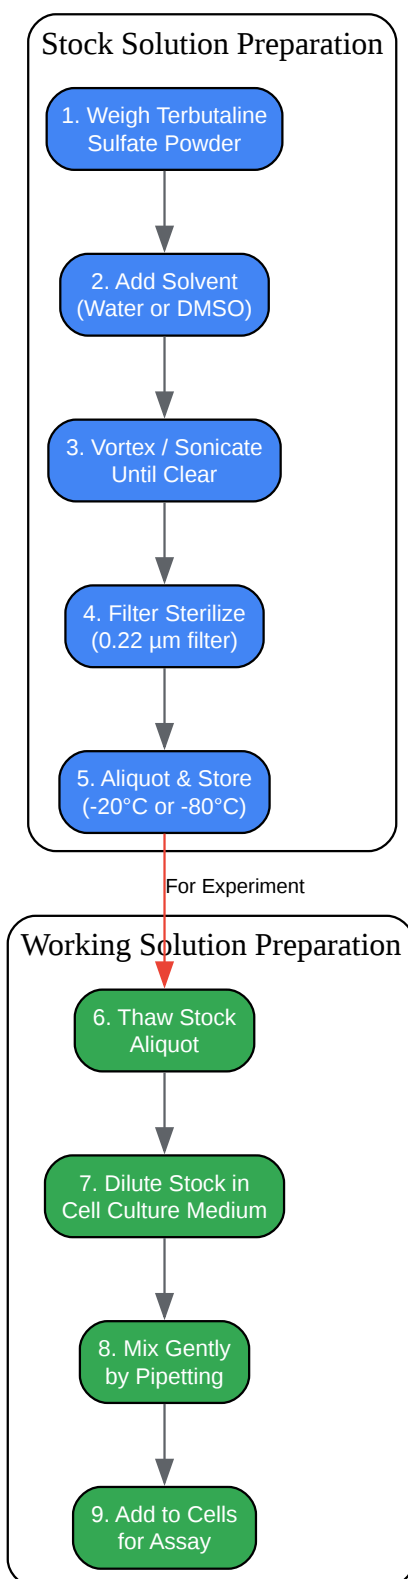 Stock Solution Preparation
1. Weigh Terbutaline
Sulfate Powder
2. Add Solvent
(Water or DMSO)
3. Vortex / Sonicate
Until Clear
4. Filter Sterilize
(0.22 µm filter)
5. Aliquot & Store
(-20°C or -80°C)
For Experiment
Working Solution Preparation
6. Thaw Stock
Aliquot
7. Dilute Stock in
Cell Culture Medium
8. Mix Gently
by Pipetting
9. Add to Cells
for Assay